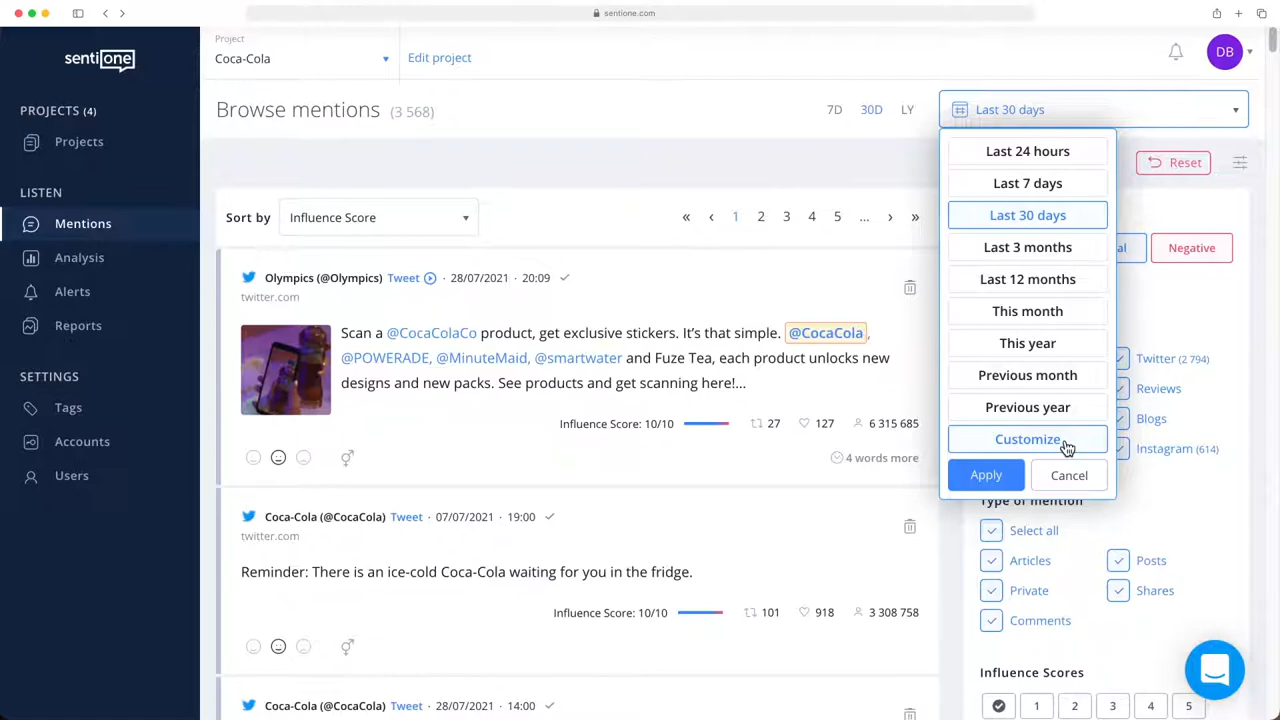 sentione.com
sentione
Project
Coca-Cola
Edit project
DB
PROJECTS (4)
Projects
LISTEN
Mentions
Analysis
Alerts
Reports
SETTINGS
Tags
Accounts
Users
Browse mentions (3 568)
7D 30D LY
Last 30 days
Last 24 hours
Last 7 days
Last 30 days
Last 3 months
Last 12 months
This month
This year
Previous month
Previous year
Customize
Apply Cancel
Reset
al Negative
Twitter (2 794)
Reviews
Blogs
Instagram (614)
Type of mention
Select all
Articles Posts
Private Shares
Comments
Influence Scores
1 2 3 4 5
Sort by Influence Score
« ‹ 1 2 3 4 5 ... › »
Olympics (@Olympics) Tweet · 28/07/2021 · 20:09
twitter.com
Scan a @CocaColaCo product, get exclusive stickers. It’s that simple. @CocaCola,
@POWERADE, @MinuteMaid, @smartwater and Fuze Tea, each product unlocks new
designs and new packs. See products and get scanning here!...
Influence Score: 10/10 27 127 6 315 685
4 words more
Coca-Cola (@CocaCola) Tweet · 07/07/2021 · 19:00
twitter.com
Reminder: There is an ice-cold Coca-Cola waiting for you in the fridge.
Influence Score: 10/10 101 918 3 308 758
Coca-Cola (@CocaCola) Tweet · 28/07/2021 · 14:00